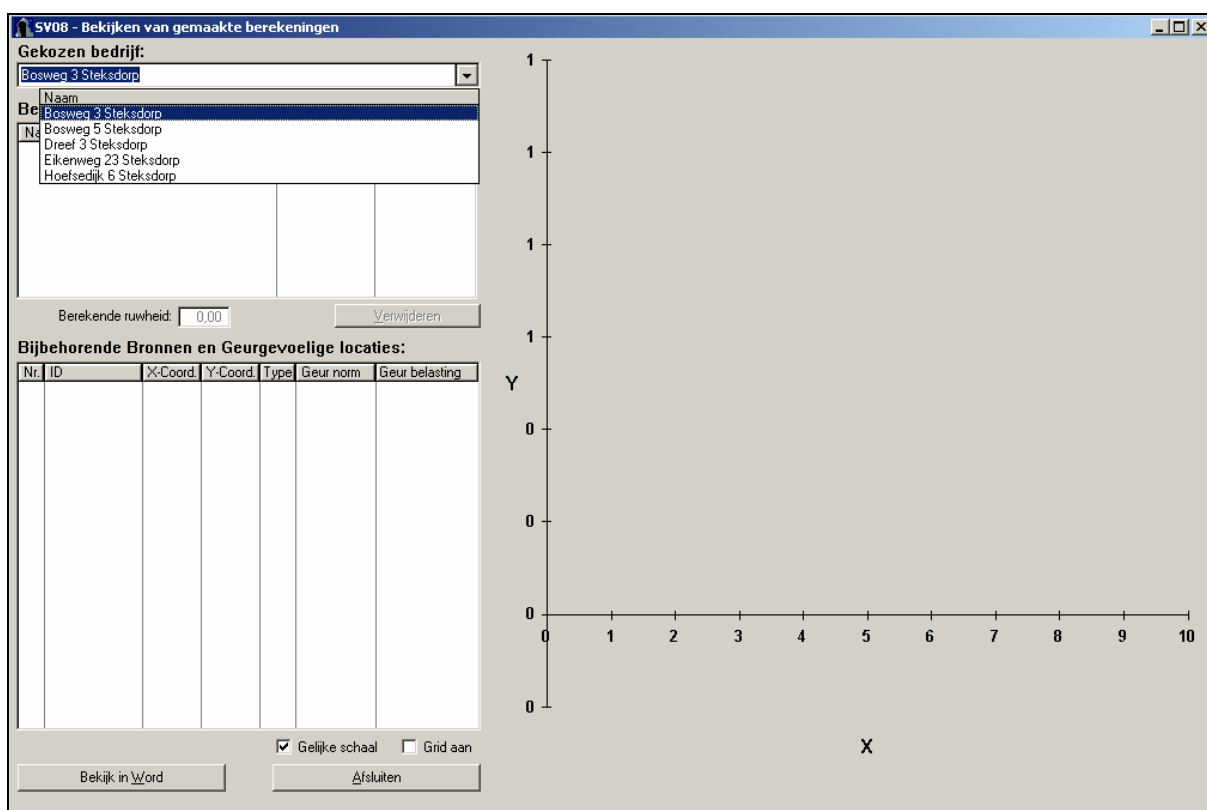 SV08 - Bekijken van gemaakte berekeningen
Gekozen bedrijf:
Bosweg 3 Steksdorp
Naam
Bosweg 3 Steksdorp
Bosweg 5 Steksdorp
Dreef 3 Steksdorp
Eikenweg 23 Steksdorp
Hoefsedijk 6 Steksdorp
Berekende ruwheid: 0,00 Verwijderen
Bijbehorende Bronnen en Geurgevoelige locaties:
Nr. ID X-Coord. Y-Coord. Type Geur norm Geur belasting
Gelijke schaal Grid aan
Bekijk in Word Afsluiten
1
1
1
1
Y
0
0
0
0 1 2 3 4 5 6 7 8 9 10
0
X